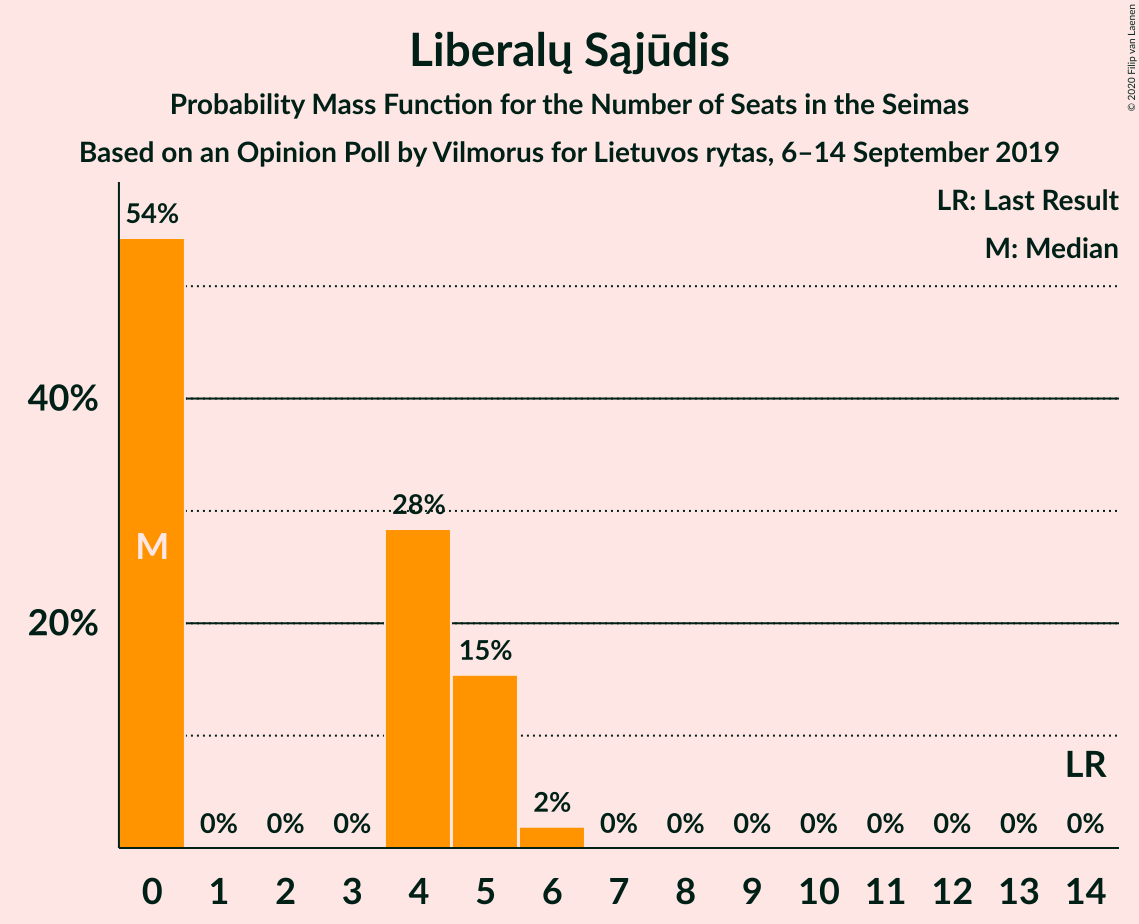 Liberalų Sąjūdis
Probability Mass Function for the Number of Seats in the Seimas
Based on an Opinion Poll by Vilmorus for Lietuvos rytas, 6–14 September 2019
© 2020 Filip van Laenen
LR: Last Result
M: Median
54%
40%
28%
M
20%
15%
LR
2%
0% 0% 0% 0% 0% 0% 0% 0% 0% 0% 0%
0 1 2 3 4 5 6 7 8 9 10 11 12 13 14